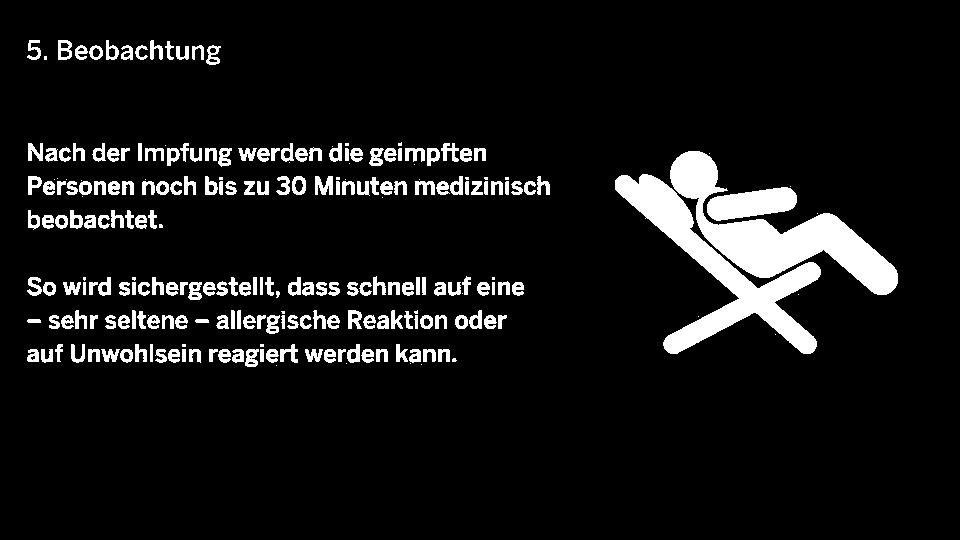 5. Beobachtung
Nach der Impfung werden die geimpften
Personen noch bis zu 30 Minuten medizinisch
beobachtet.
So wird sichergestellt, dass schnell auf eine
– sehr seltene – allergische Reaktion oder
auf Unwohlsein reagiert werden kann.